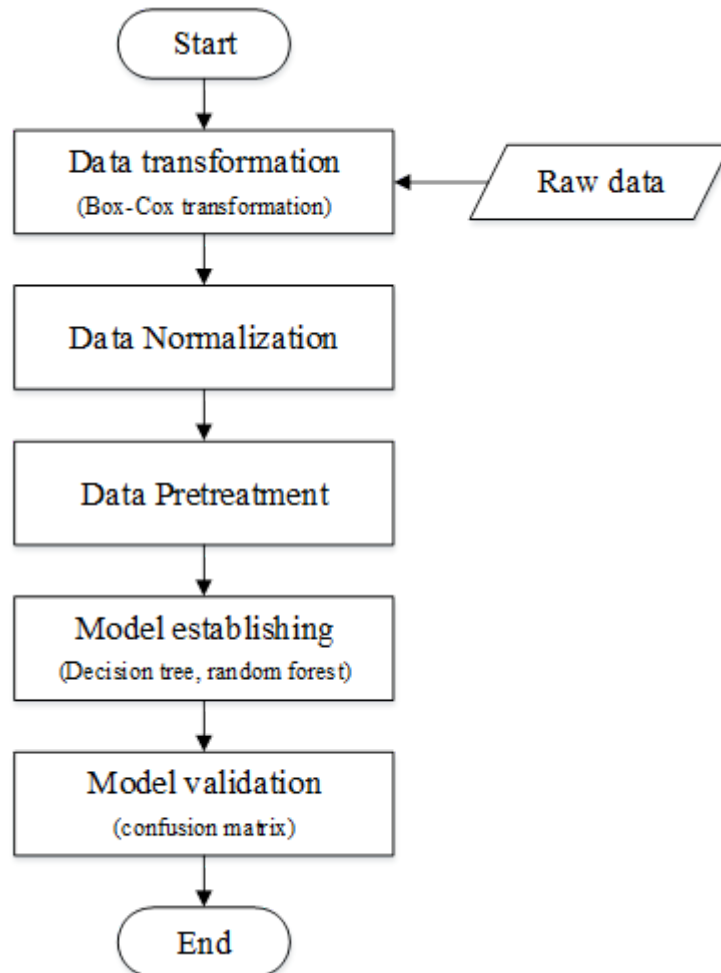 Start
Data transformation
(Box-Cox transformation)
Raw data
Data Normalization
Data Pretreatment
Model establishing
(Decision tree, random forest)
Model validation
(confusion matrix)
End